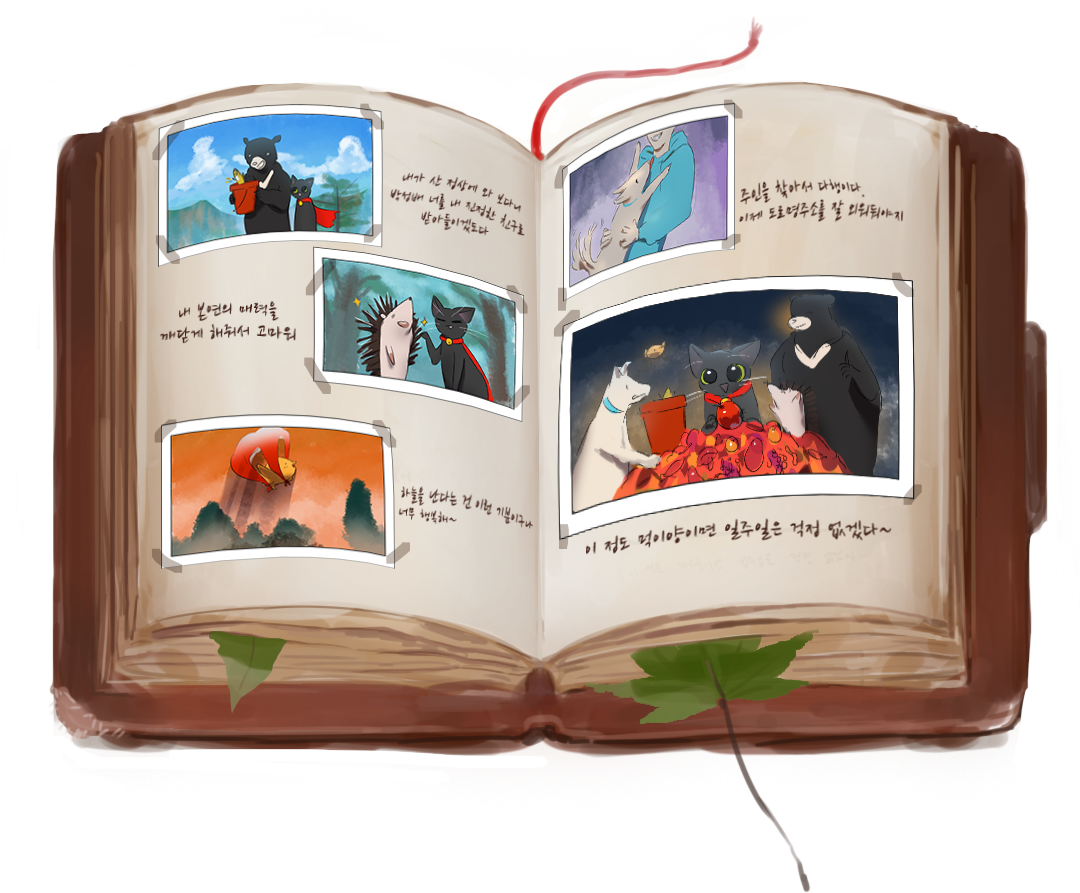 내가 산 정상에 와 보다니
반성배 너를 내 진정한 친구로
받아들이겠도다
내 본연의 매력을
깨닫게 해줘서 고마워
하늘을 난다는 건 이런 기분이구나
너무 행복해~
주인을 찾아서 다행이다.
이제 도로명주소를 잘 외워둬야지
이 정도 먹이양이면 일주일은 걱정 없겠다~